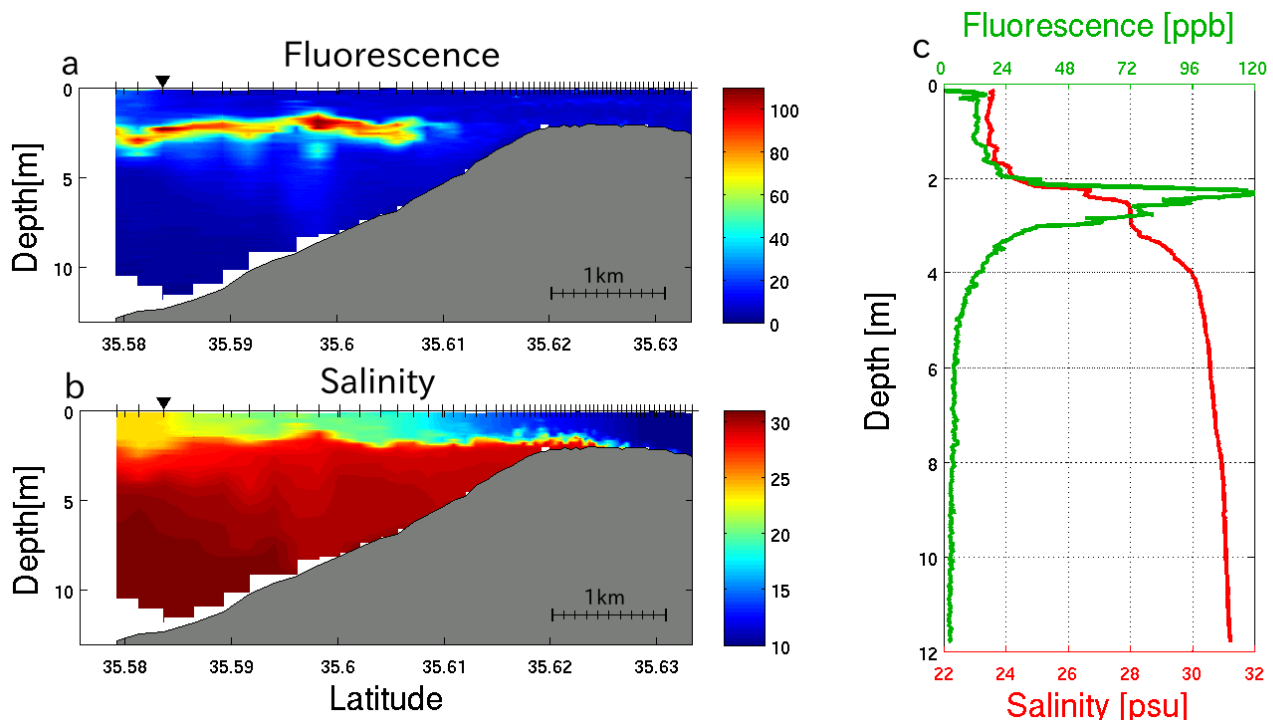 a
Fluorescence
0
5
10
Depth[m]
1km
35.58 35.59 35.6 35.61 35.62 35.63
100
80
60
40
20
0
b
Salinity
0
5
10
Depth[m]
1km
35.58 35.59 35.6 35.61 35.62 35.63
Latitude
30
25
20
15
10
c
Fluorescence [ppb]
0 24 48 72 96 120
0
2
4
6
8
10
12
Depth [m]
22 24 26 28 30 32
Salinity [psu]